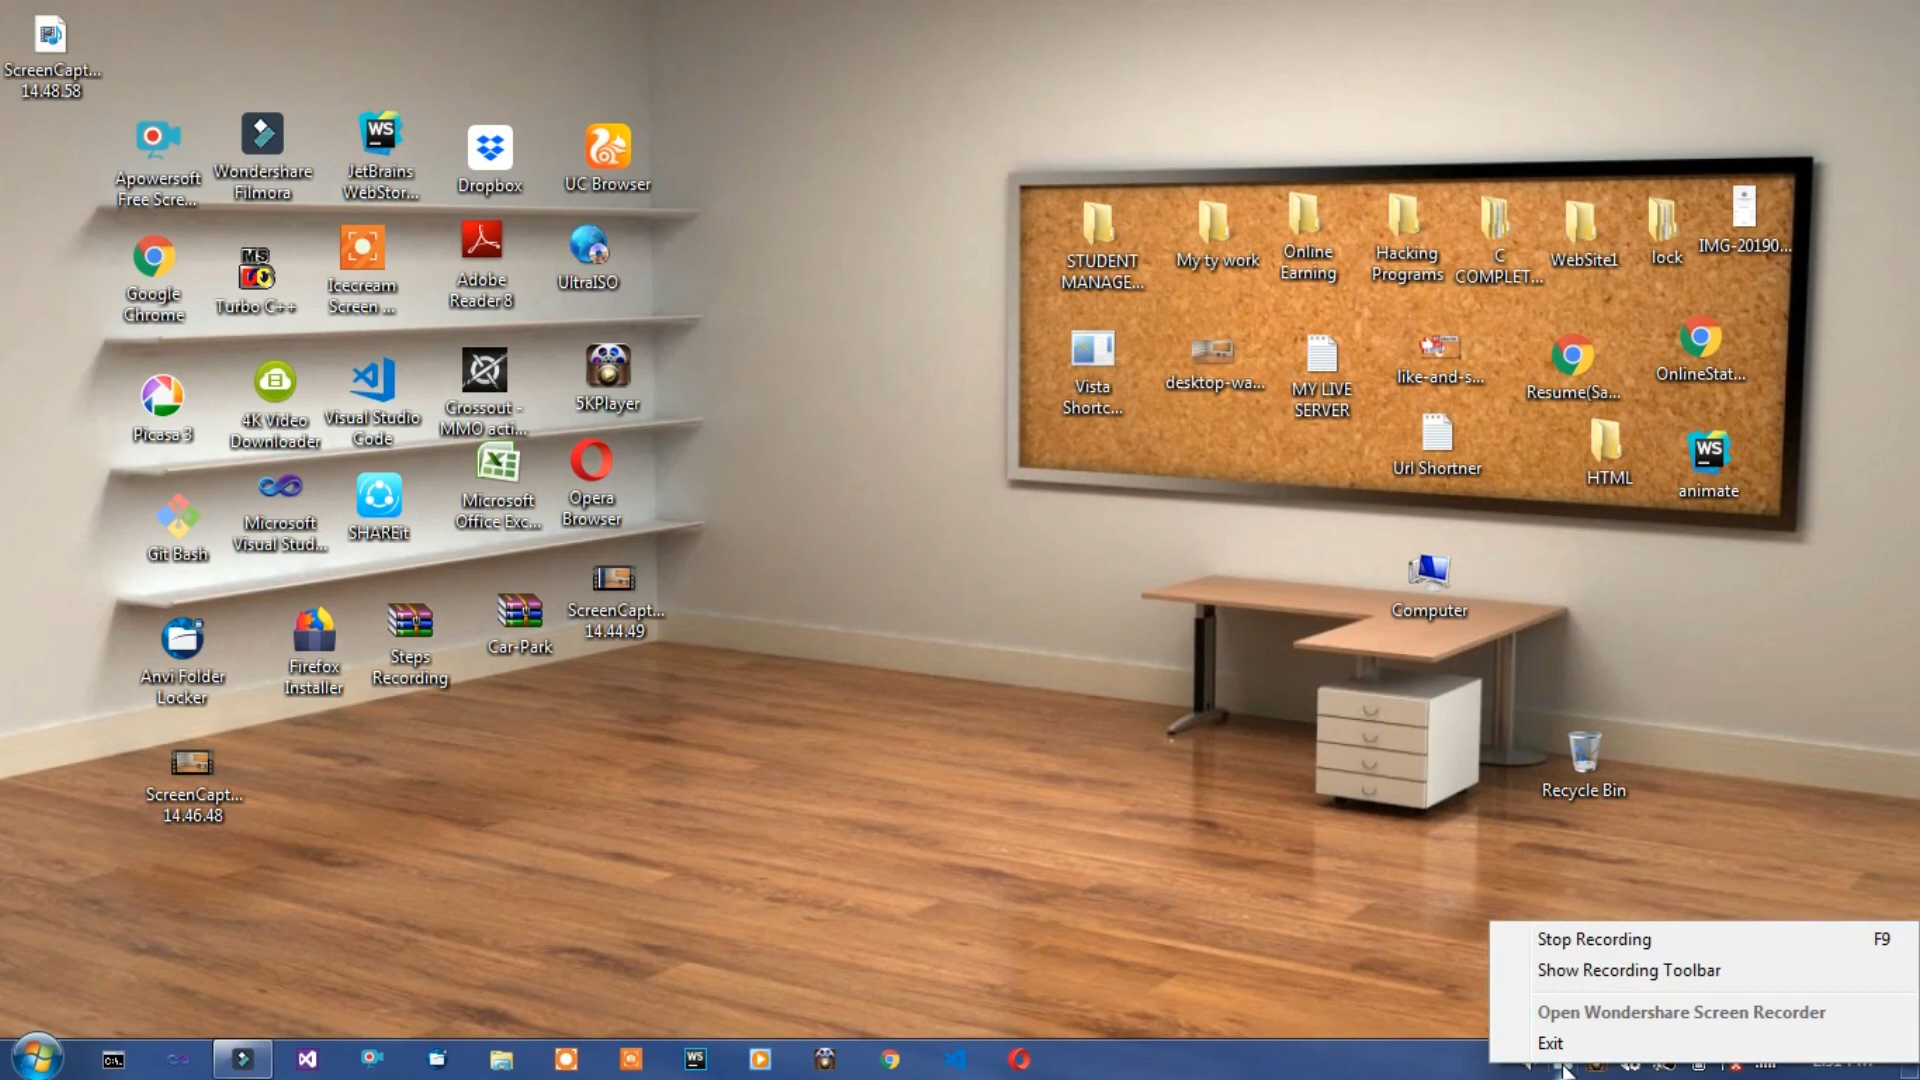 ScreenCapt...
14.48.58
Apowersoft
Free Scre...
Wondershare
Filmora
WS
JetBrains
WebStor...
Dropbox
UC Browser
Google
Chrome
MS
Turbo C++
Icecream
Screen ...
Adobe
Reader 8
UltraISO
Picasa 3
4K Video
Downloader
Visual Studio
Code
Crossout -
MMO acti...
5KPlayer
Git Bash
Microsoft
Visual Stud...
SHAREit
Microsoft
Office Exc...
Opera
Browser
Anvi Folder
Locker
Firefox
Installer
Steps
Recording
Car-Park
ScreenCapt...
14.44.49
ScreenCapt...
14.46.48
STUDENT
MANAGE...
My ty work
Online
Earning
Hacking
Programs
C
COMPLET...
WebSite1
lock
IMG-20190...
Vista
Shortc...
desktop-wa...
MY LIVE
SERVER
like-and-s...
Resume(Sa...
OnlineStat...
Url Shortner
HTML
WS
animate
Computer
Recycle Bin
Stop Recording F9
Show Recording Toolbar
Open Wondershare Screen Recorder
Exit
C:\.
WS